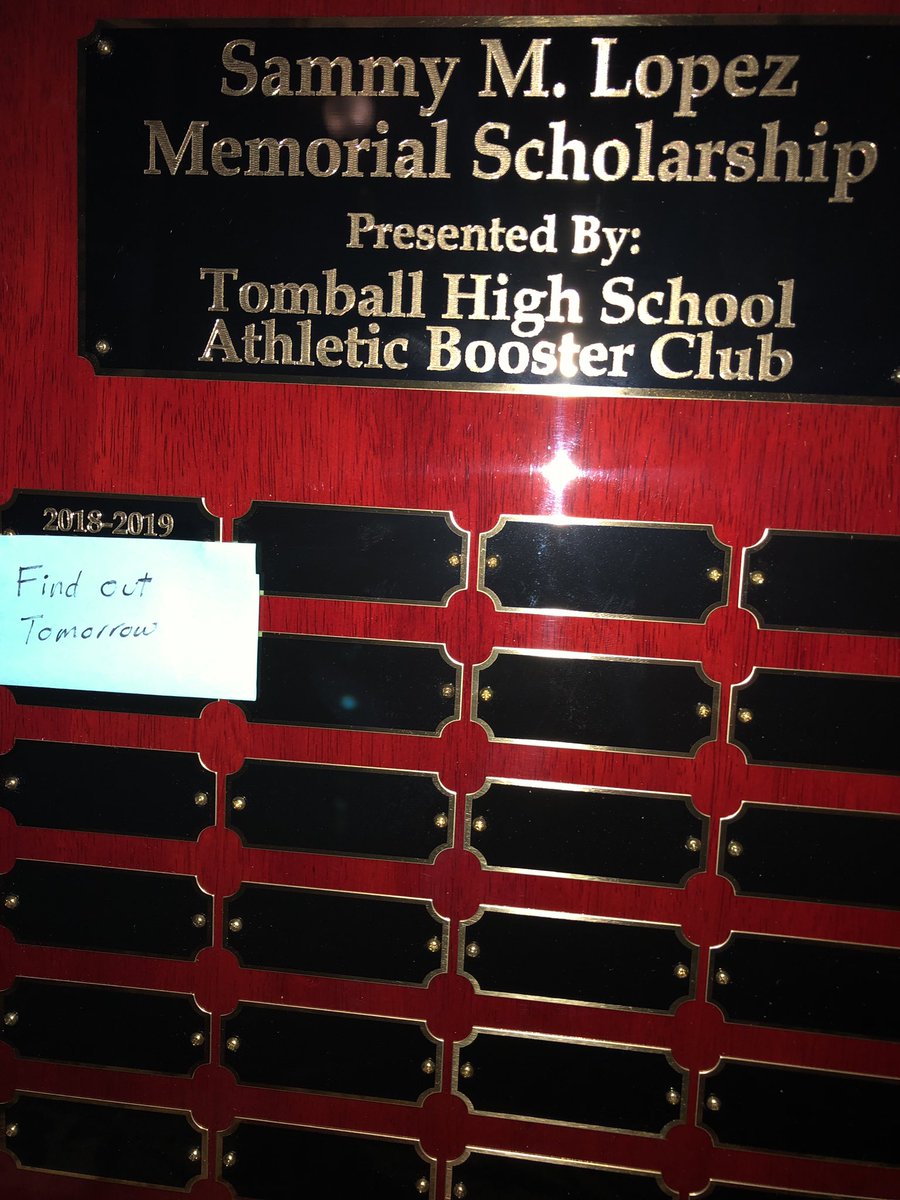 Sammy M. Lopez
Memorial Scholarship
Presented By:
Tomball High School
Athletic Booster Club
2018-2019
Find out
Tomorrow